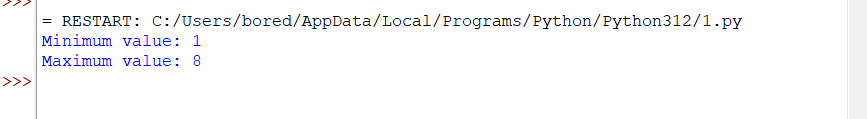 >>>
= RESTART: C:/Users/bored/AppData/Local/Programs/Python/Python312/1.py
Minimum value: 1
Maximum value: 8
>>>